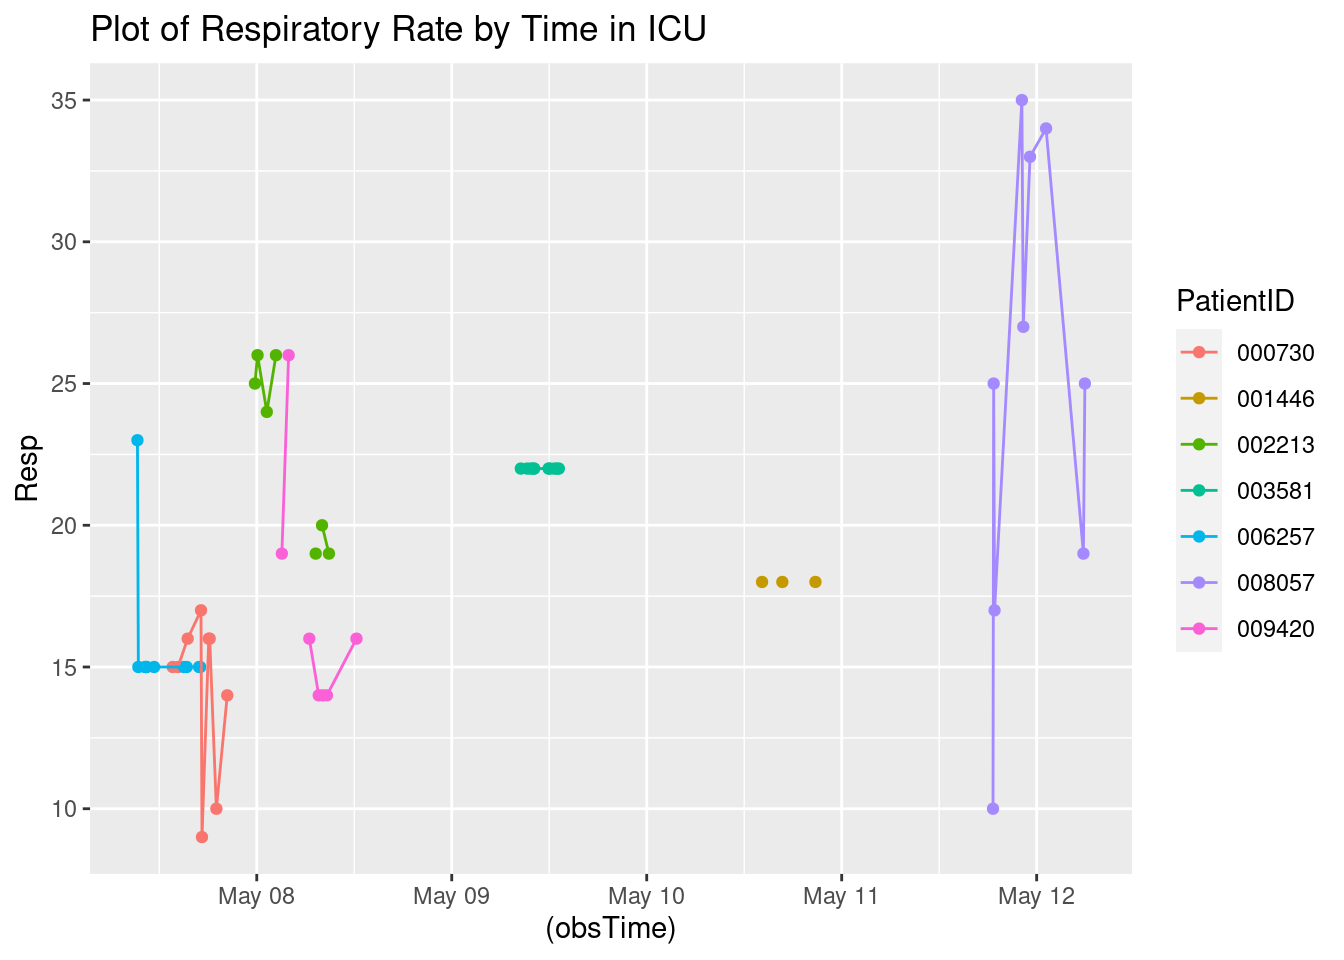 Plot of Respiratory Rate by Time in ICU
35
30
25
20
15
10
Resp
May 08 May 09 May 10 May 11 May 12
(obsTime)
PatientID
000730
001446
002213
003581
006257
008057
009420